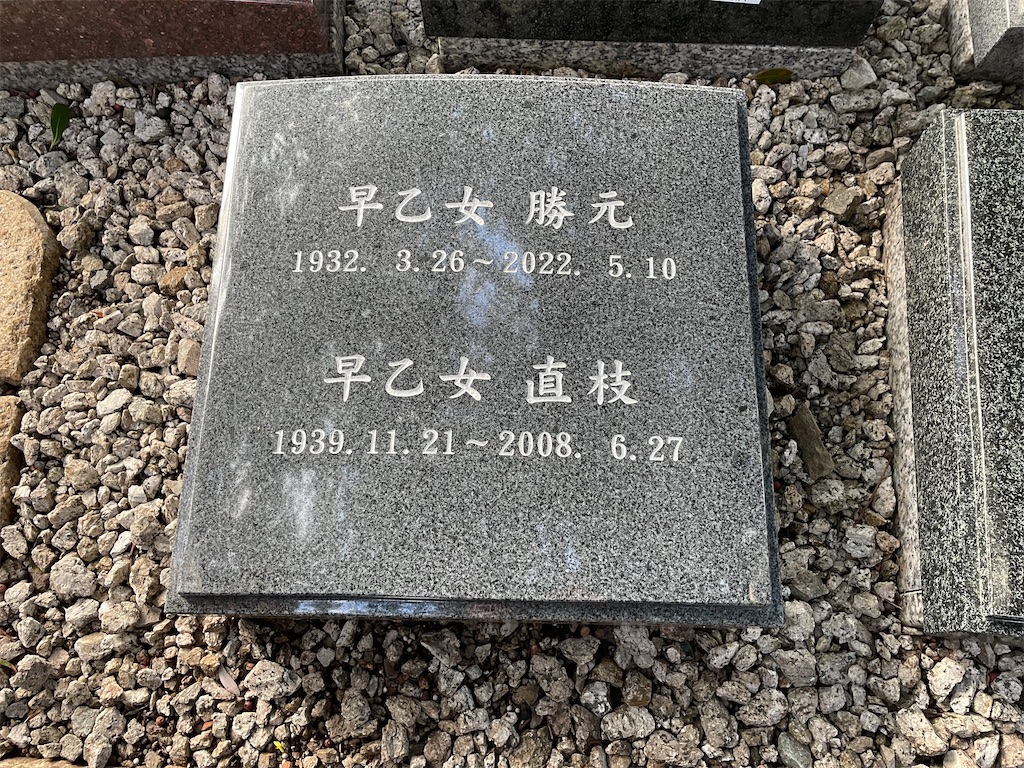 早乙女 勝元
1932. 3.26～2022. 5.10
早乙女 直枝
1939.11.21～2008. 6.27